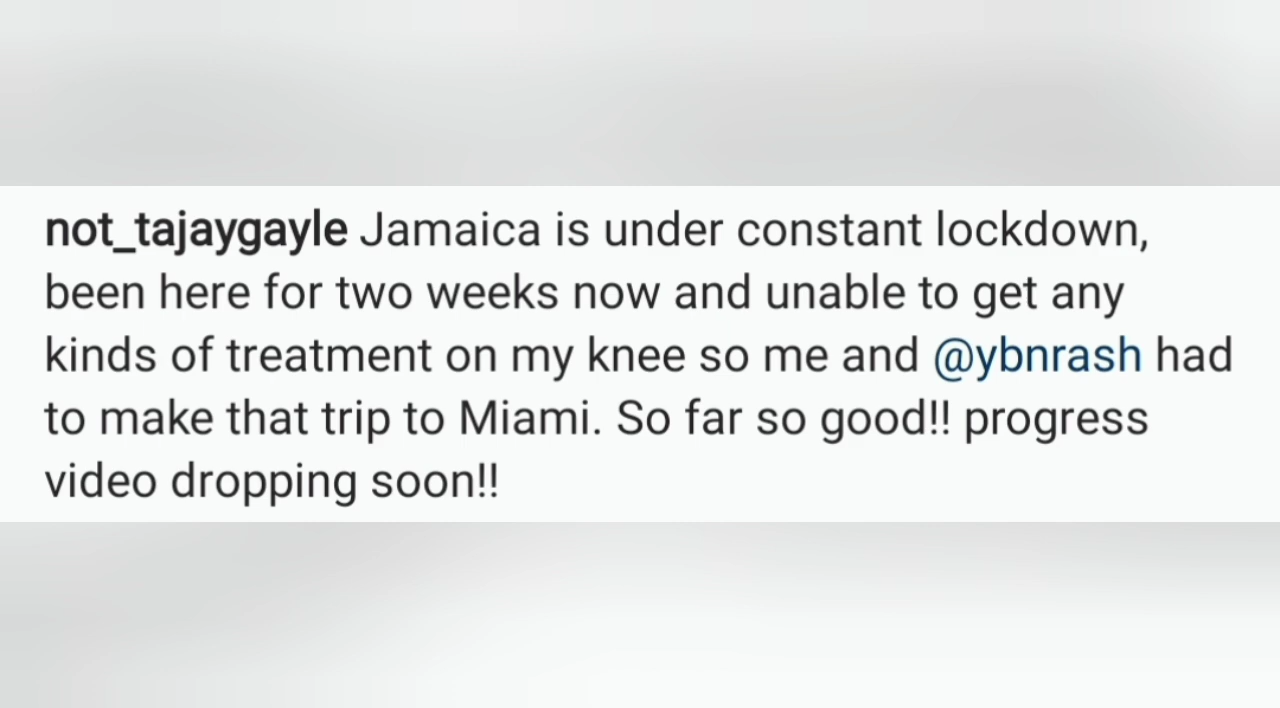 not_tajaygayle Jamaica is under constant lockdown,
been here for two weeks now and unable to get any
kinds of treatment on my knee so me and @ybnrash had
to make that trip to Miami. So far so good!! progress
video dropping soon!!